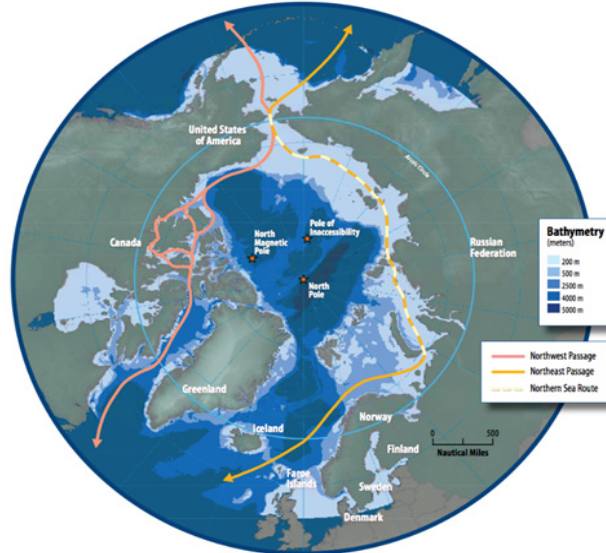 United States
of America
Arctic Circle
Pole of
Inaccessibility
North
Magnetic
Pole
Canada
Russian
Federation
North
Pole
Greenland
Iceland
Norway
Finland
Faroe
Islands
Sweden
Denmark
0 500
Nautical Miles
Bathymetry
(meters)
200 m
500 m
2500 m
4000 m
5000 m
Northwest Passage
Northeast Passage
Northern Sea Route